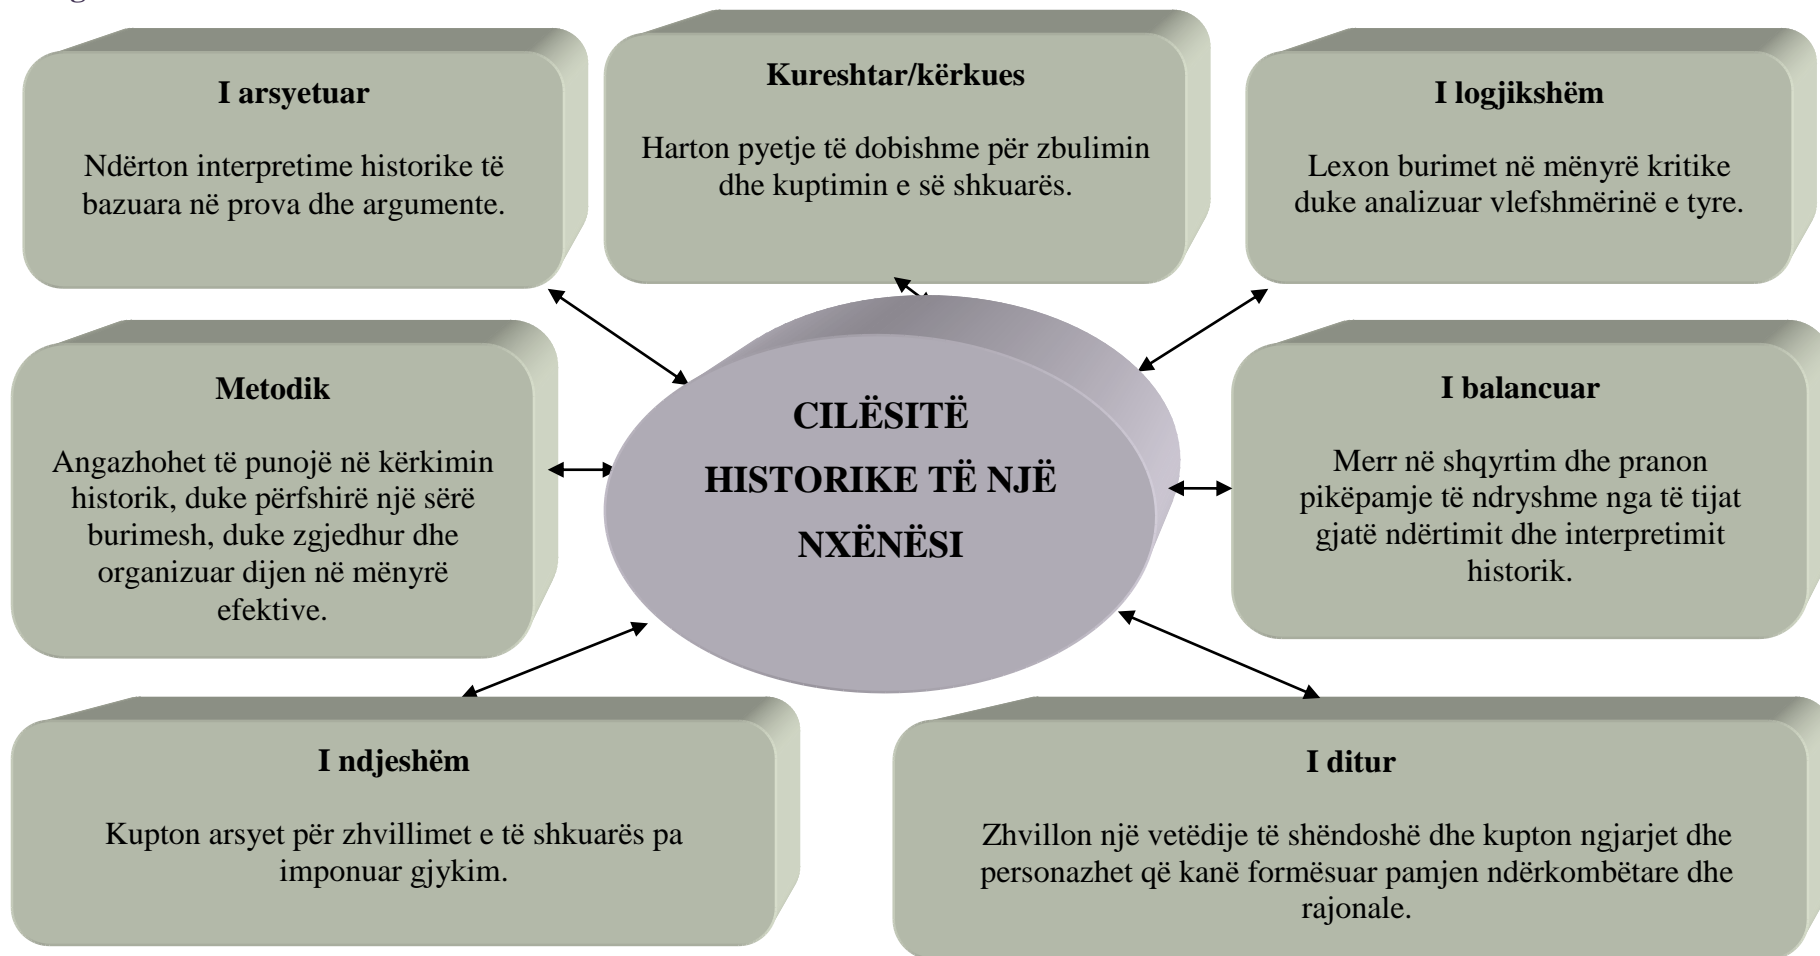 I arsyetuar
Ndërton interpretime historike të
bazuara në prova dhe argumente.
Kureshtar/kërkues
Harton pyetje të dobishme për zbulimin
dhe kuptimin e së shkuarës.
I logjikshëm
Lexon burimet në mënyrë kritike
duke analizuar vlefshmërinë e tyre.
Metodik
Angazhohet të punojë në kërkimin
historik, duke përfshirë një sërë
burimesh, duke zgjedhur dhe
organizuar dijen në mënyrë
efektive.
CILËSITË
HISTORIKE TË NJË
NXËNËSI
I balancuar
Merr në shqyrtim dhe pranon
pikëpamje të ndryshme nga të tijat
gjatë ndërtimit dhe interpretimit
historik.
I ndjeshëm
Kupton arsyet për zhvillimet e të shkuarës pa
imponuar gjykim.
I ditur
Zhvillon një vetëdije të shëndoshë dhe kupton ngjarjet dhe
personazhet që kanë formësuar pamjen ndërkombëtare dhe
rajonale.